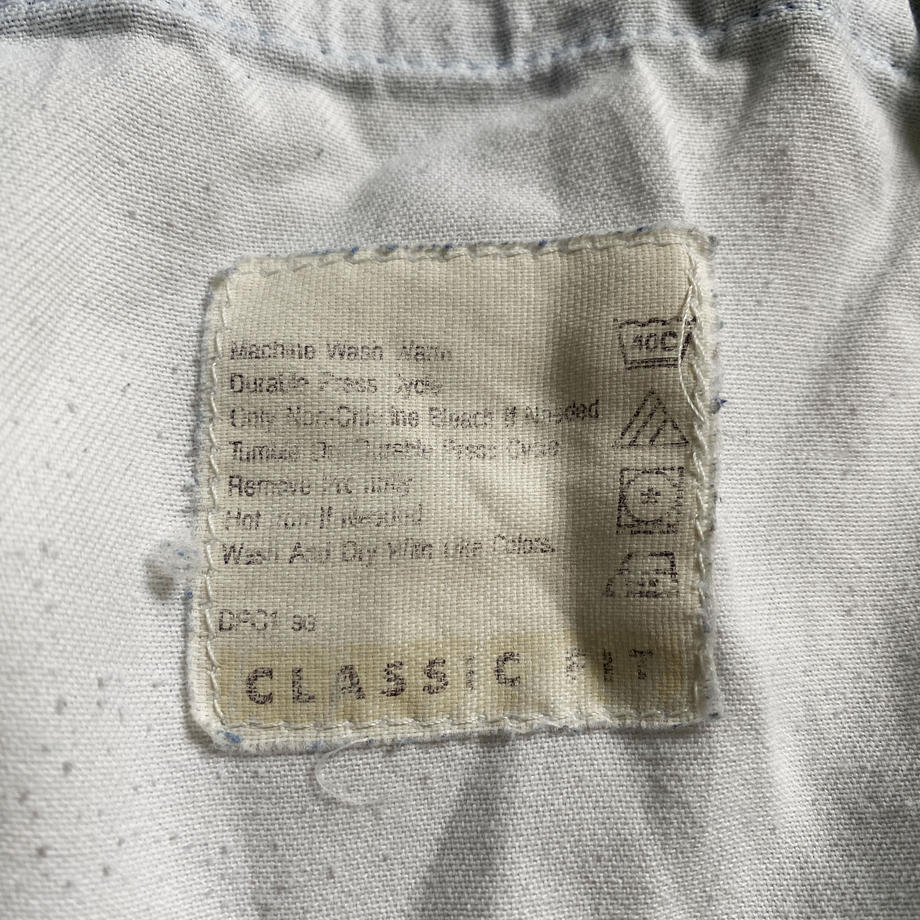 Machine Wash Warm
Durable Press Cycle
Only Non-Chlorine Bleach If Needed
Tumble Dry Durable Press Cycle
Remove Promptly
Hot Iron If Needed
Wash And Dry With Like Colors.
40C
CLASSIC FIT